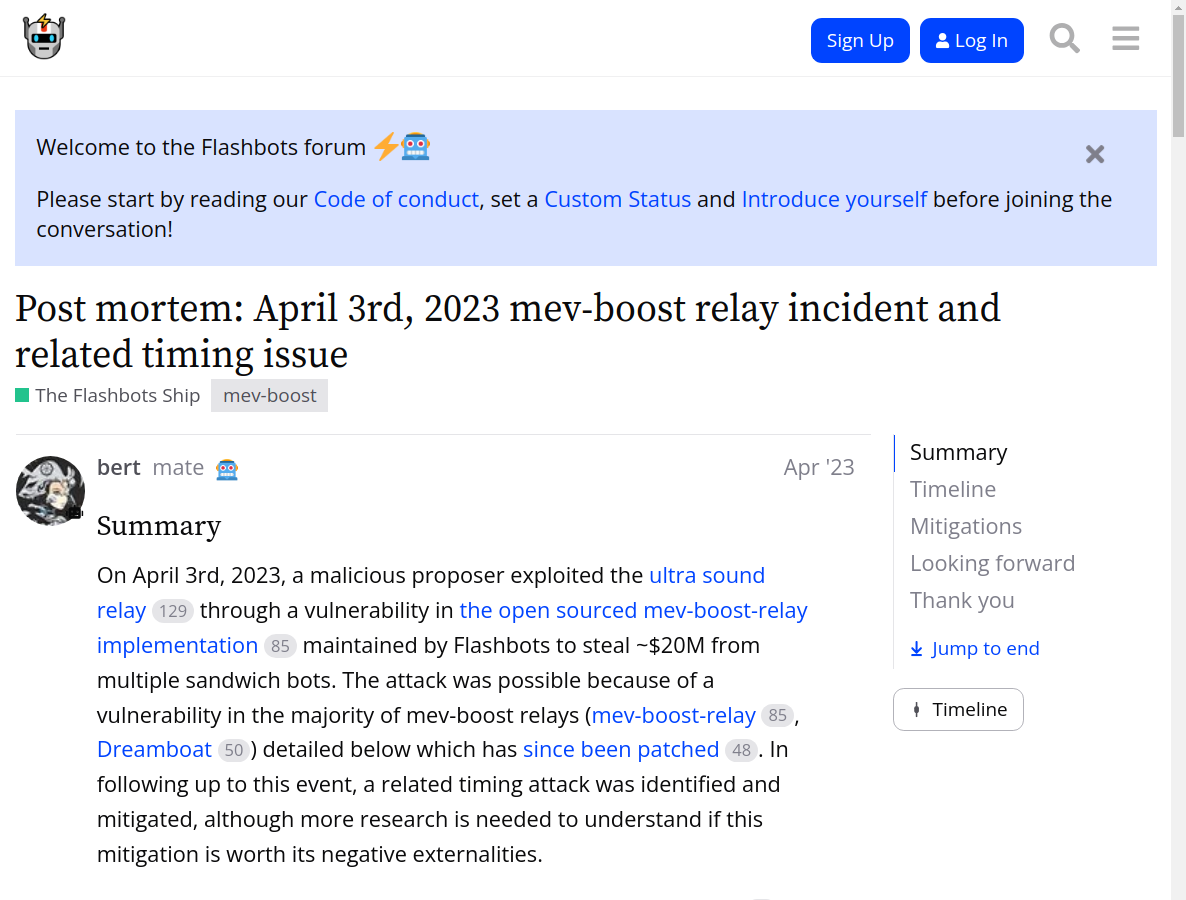 Sign Up
Log In
Welcome to the Flashbots forum
Please start by reading our Code of conduct, set a Custom Status and Introduce yourself before joining the
conversation!
Post mortem: April 3rd, 2023 mev-boost relay incident and
related timing issue
The Flashbots Ship mev-boost
bert mate Apr '23
Summary
On April 3rd, 2023, a malicious proposer exploited the ultra sound
relay 129 through a vulnerability in the open sourced mev-boost-relay
implementation 85 maintained by Flashbots to steal ~$20M from
multiple sandwich bots. The attack was possible because of a
vulnerability in the majority of mev-boost relays (mev-boost-relay 85,
Dreamboat 50) detailed below which has since been patched 48. In
following up to this event, a related timing attack was identified and
mitigated, although more research is needed to understand if this
mitigation is worth its negative externalities.
Summary
Timeline
Mitigations
Looking forward
Thank you
Jump to end
Timeline